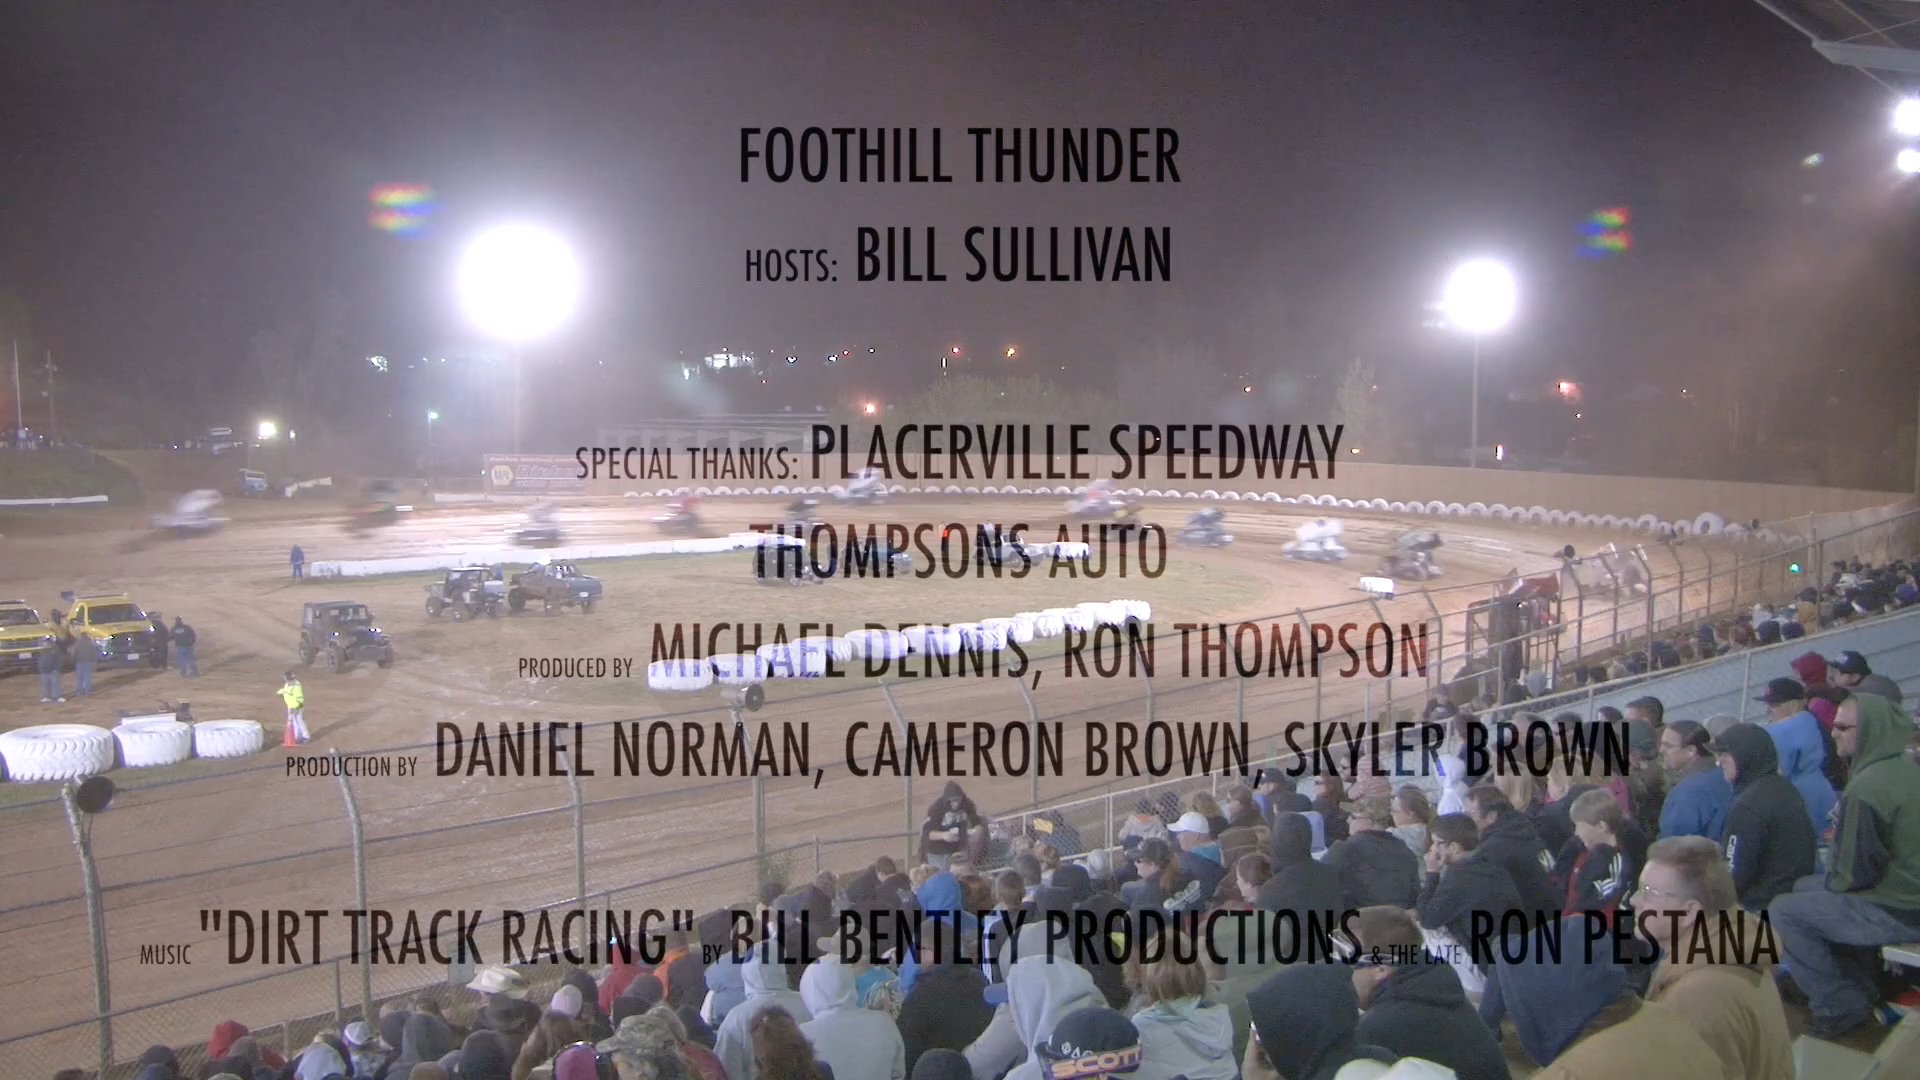 FOOTHILL THUNDER
HOSTS: BILL SULLIVAN
SPECIAL THANKS: PLACERVILLE SPEEDWAY
THOMPSONS AUTO
PRODUCED BY MICHAEL DENNIS, RON THOMPSON
PRODUCTION BY DANIEL NORMAN, CAMERON BROWN, SKYLER BROWN
MUSIC "DIRT TRACK RACING" BY BILL BENTLEY PRODUCTIONS & THE LATE RON PESTANA
SCOTT